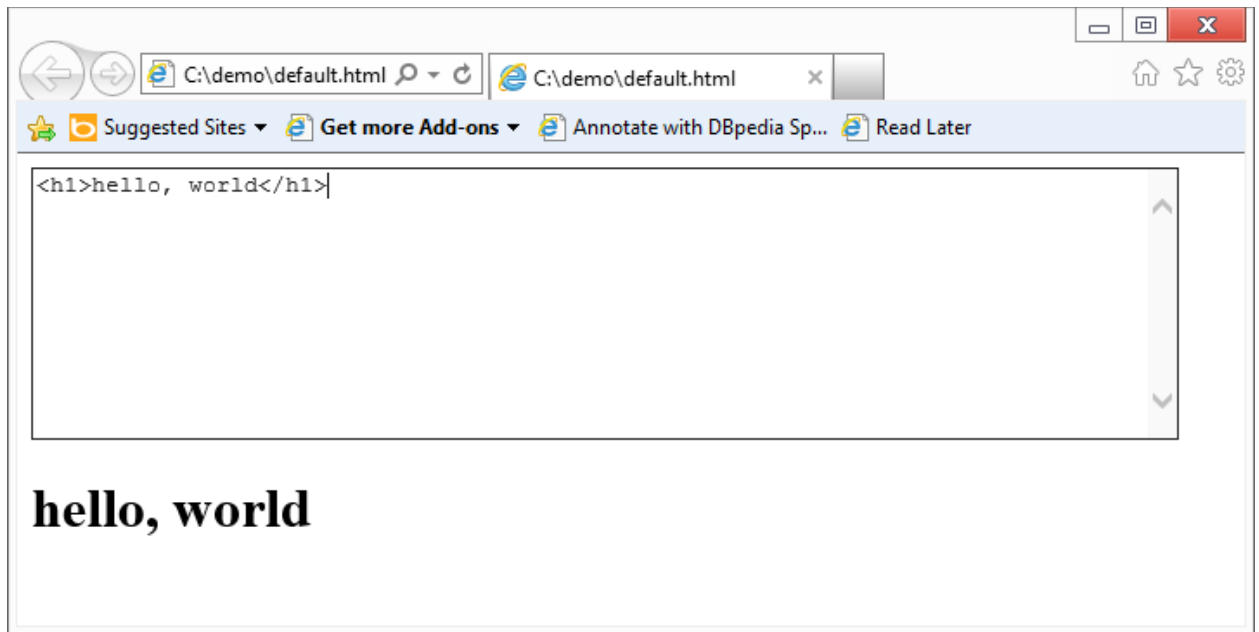 C:\demo\default.html
C:\demo\default.html
Suggested Sites Get more Add-ons Annotate with DBpedia Sp... Read Later
<h1>hello, world</h1>
hello, world